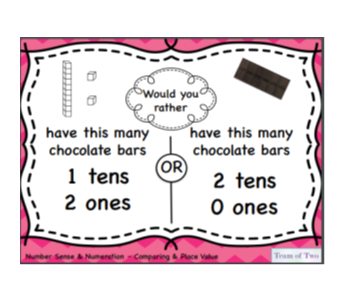 Would you
rather
have this many
chocolate bars
1 tens
2 ones
OR
have this many
chocolate bars
2 tens
0 ones
Number Sense & Numeration - Comparing & Place Value
Team of Two